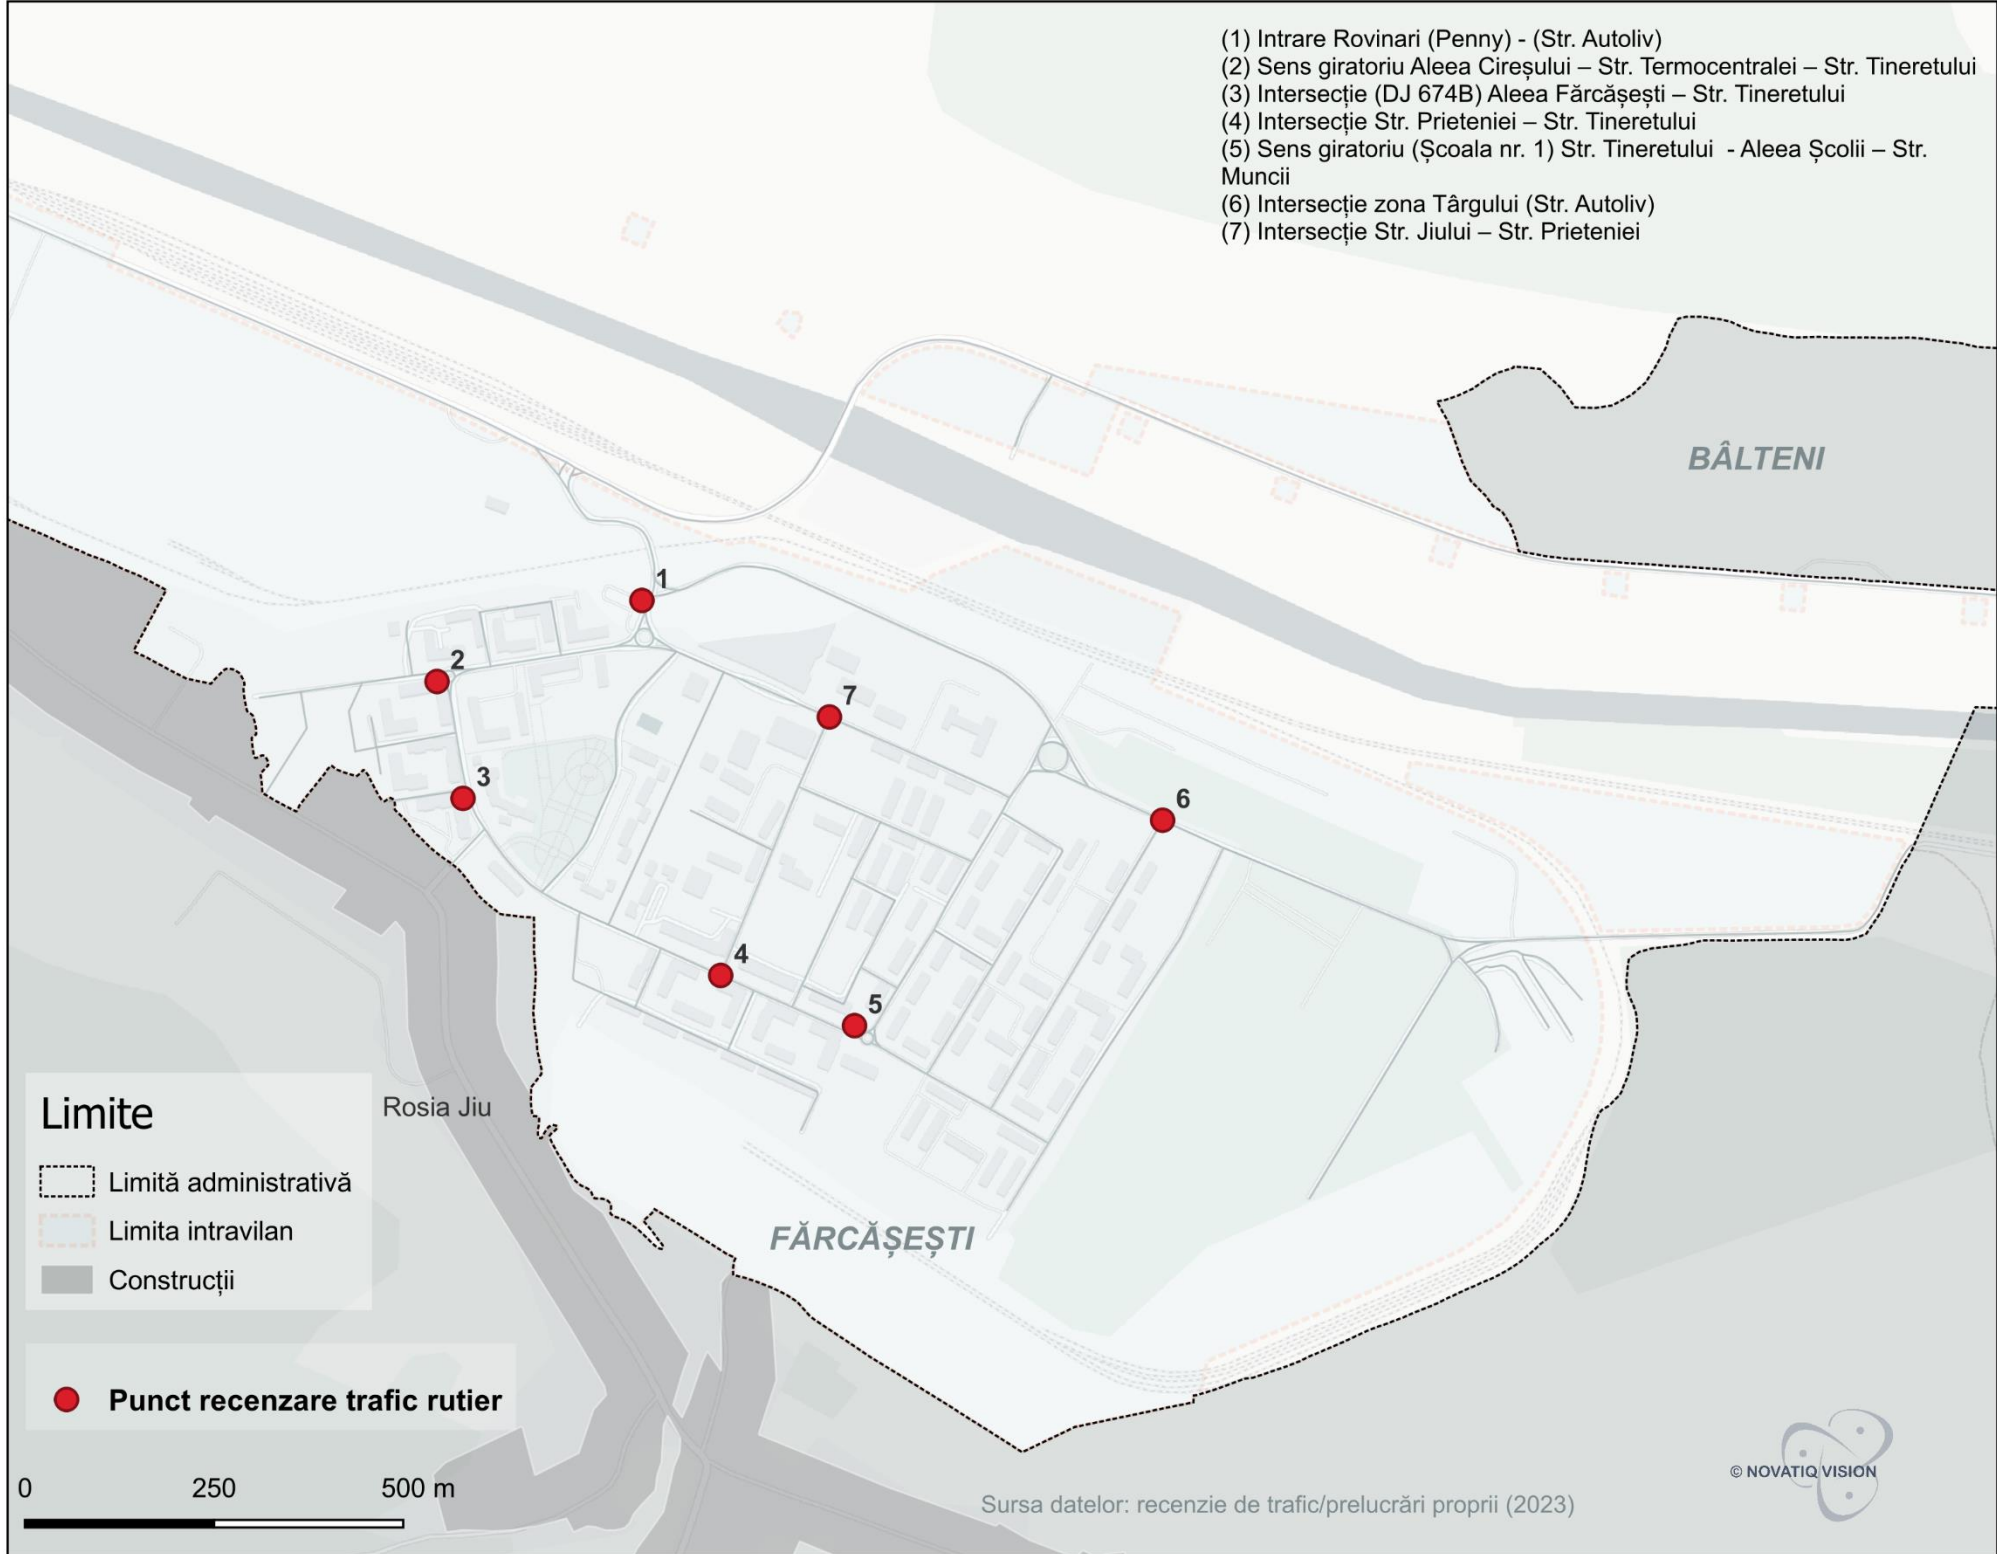 (1) Intrare Rovinari (Penny) - (Str. Autoliv)
(2) Sens giratoriu Aleea Cireșului – Str. Termocentralei – Str. Tineretului
(3) Intersecție (DJ 674B) Aleea Fărcășești – Str. Tineretului
(4) Intersecție Str. Prieteniei – Str. Tineretului
(5) Sens giratoriu (Școala nr. 1) Str. Tineretului - Aleea Școlii – Str.
Muncii
(6) Intersecție zona Târgului (Str. Autoliv)
(7) Intersecție Str. Jiului – Str. Prieteniei
BÂLTENI
1
2
7
3
6
4
5
Rosia Jiu
FĂRCĂȘEȘTI
Limite
Limită administrativă
Limita intravilan
Construcții
Punct recenzare trafic rutier
0 250 500 m
Sursa datelor: recenzie de trafic/prelucrări proprii (2023)
© NOVATIQ VISION